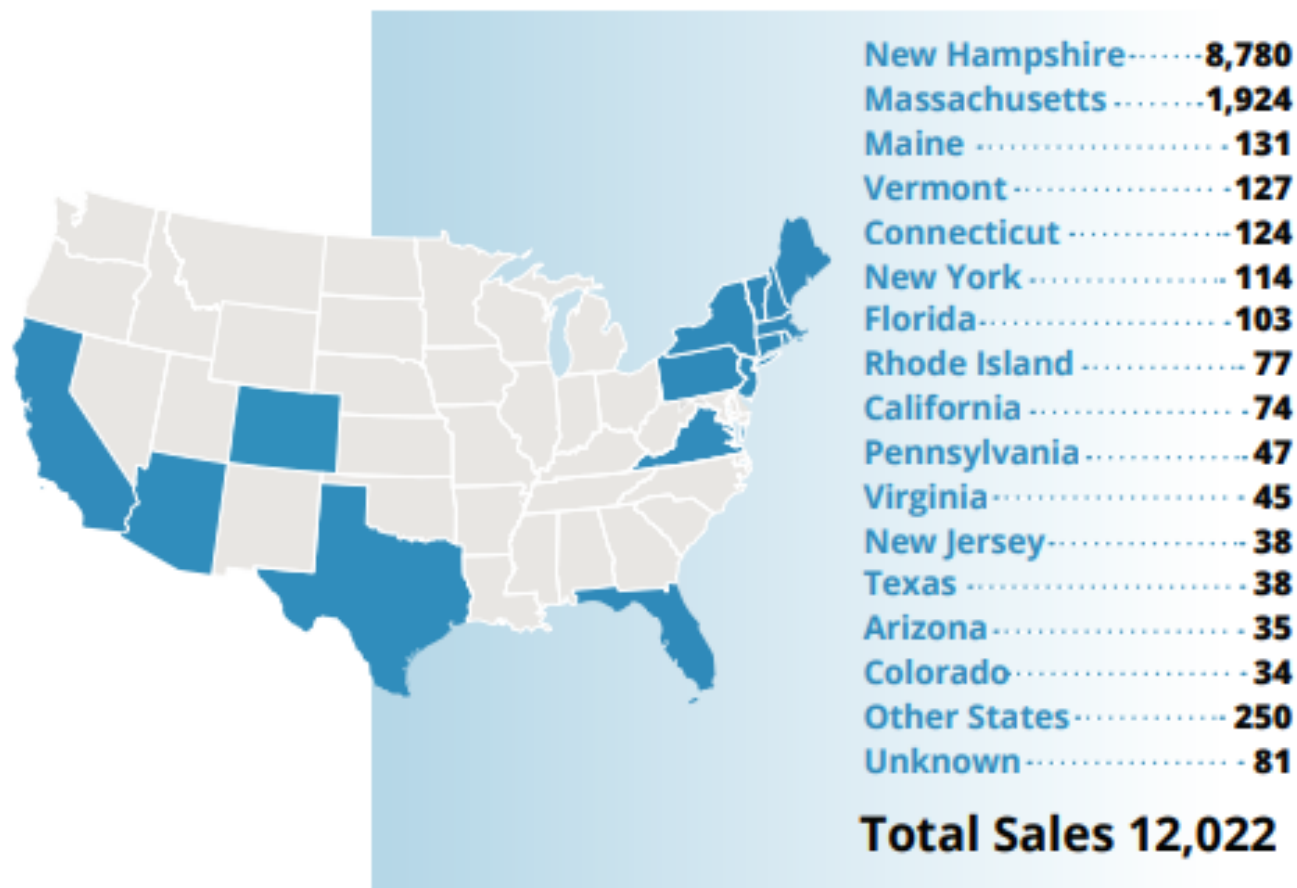 New Hampshire 8,780
Massachusetts 1,924
Maine 131
Vermont 127
Connecticut 124
New York 114
Florida 103
Rhode Island 77
California 74
Pennsylvania 47
Virginia 45
New Jersey 38
Texas 38
Arizona 35
Colorado 34
Other States 250
Unknown 81
Total Sales 12,022